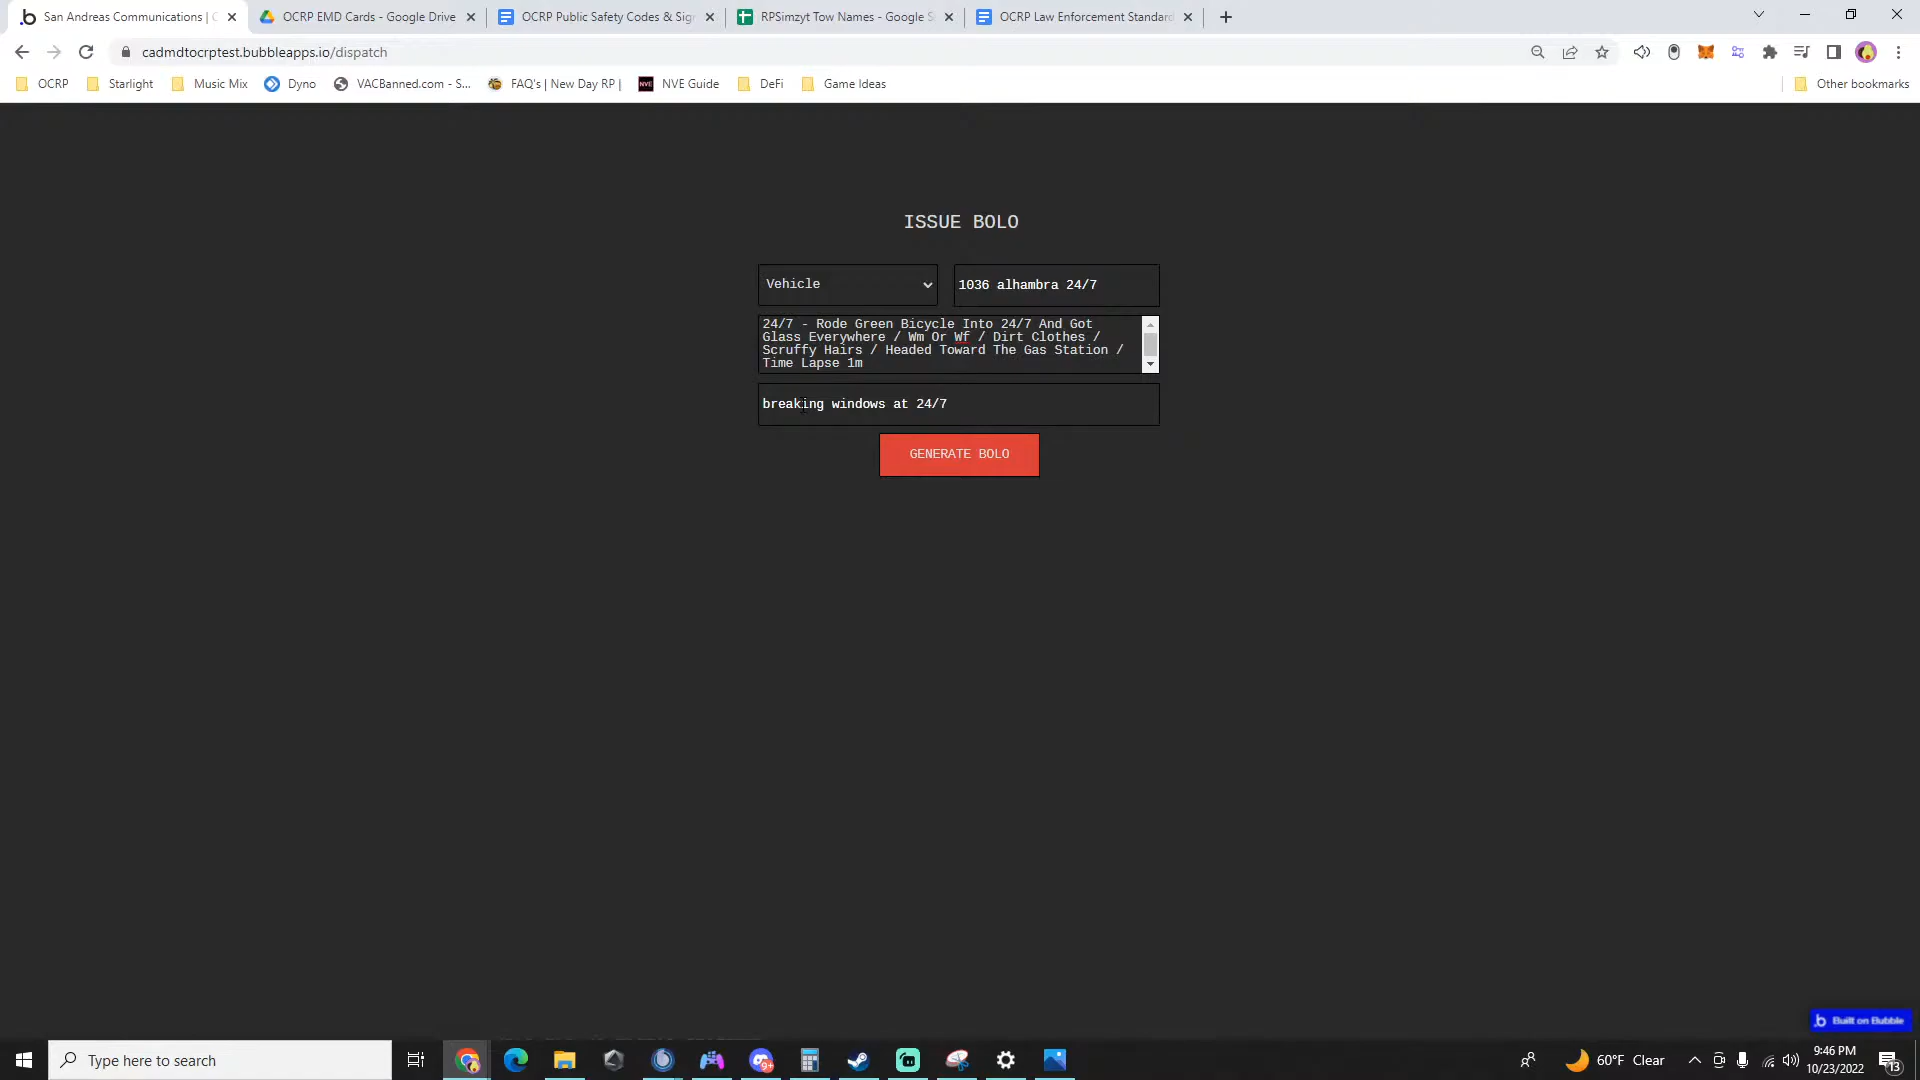 San Andreas Communications | C
OCRP EMD Cards - Google Drive
OCRP Public Safety Codes & Sig
RPSimzyt Tow Names - Google S
OCRP Law Enforcement Standard
cadmdtocrptest.bubbleapps.io/dispatch
OCRP
Starlight
Music Mix
Dyno
VACBanned.com - S...
FAQ's | New Day RP |
NVE
NVE Guide
DeFi
Game Ideas
Other bookmarks
ISSUE BOLO
Vehicle
1036 alhambra 24/7
24/7 - Rode Green Bicycle Into 24/7 And Got
Glass Everywhere / Wm Or Wf / Dirt Clothes /
Scruffy Hairs / Headed Toward The Gas Station /
Time Lapse 1m
breaking windows at 24/7
GENERATE BOLO
Built on Bubble
Type here to search
9+
60°F Clear
9:46 PM
10/23/2022
13